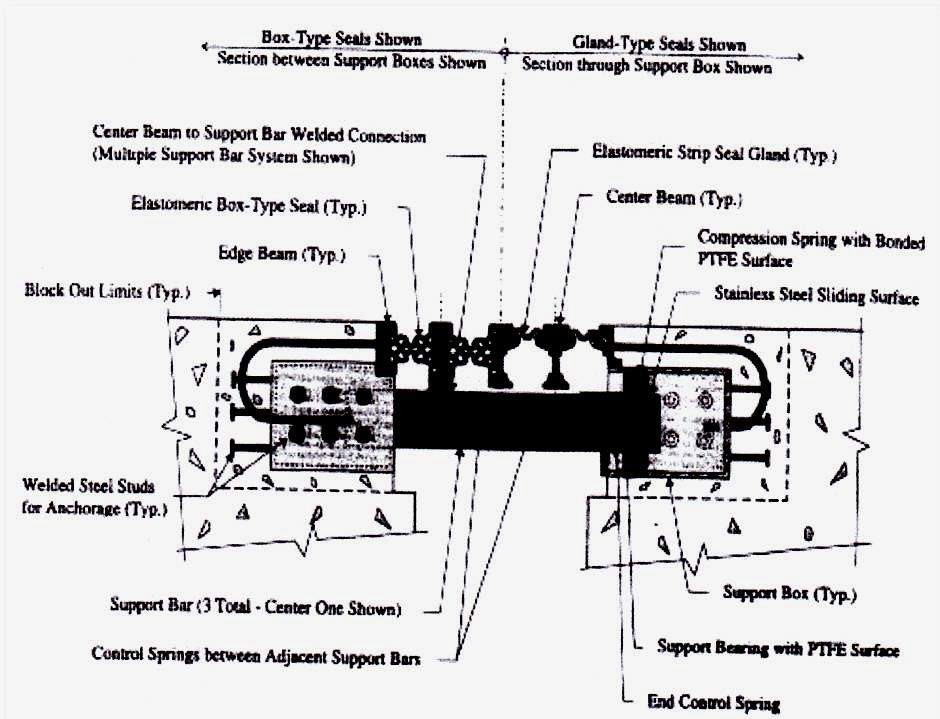 Box-Type Seals Shown
Section between Support Boxes Shown
Gland-Type Seals Shown
Section through Support Box Shown
Center Beam to Support Bar Welded Connection
(Multiple Support Bar System Shown)
Elastomeric Strip Seal Gland (Typ.)
Elastomeric Box-Type Seal (Typ.)
Center Beam (Typ.)
Edge Beam (Typ.)
Compression Spring with Bonded
PTFE Surface
Block Out Limits (Typ.)
Stainless Steel Sliding Surface
Welded Steel Studs
for Anchorage (Typ.)
Support Box (Typ.)
Support Bar (3 Total - Center One Shown)
Control Springs between Adjacent Support Bars
Support Bearing with PTFE Surface
End Control Spring